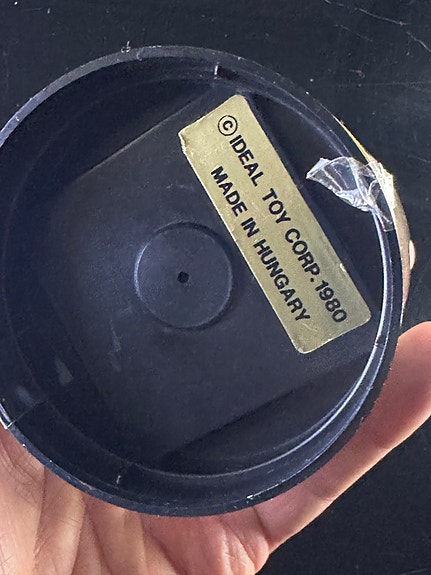 © IDEAL TOY CORP. 1980
MADE IN HUNGARY